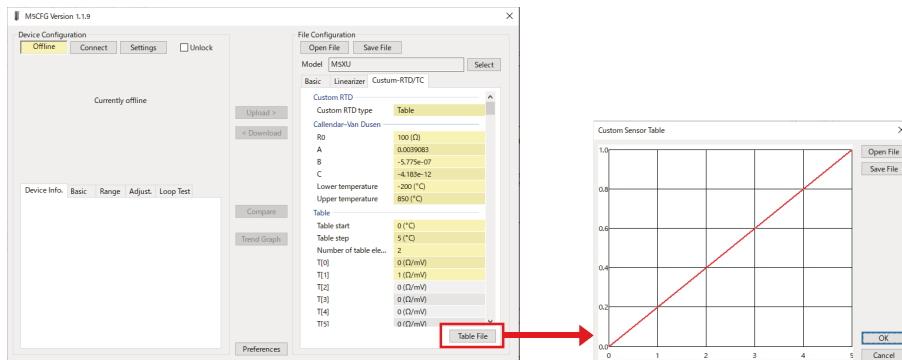 M5CFG Version 1.1.9
Device Configuration
Offline Connect Settings Unlock
Currently offline
Device Info. Basic Range Adjust. Loop Test
Upload >
< Download
Compare
Trend Graph
Preferences
File Configuration
Open File Save File
Model M5XU Select
Basic Linearizer Custum-RTD/TC
Custom RTD
Custom RTD type Table
Callendar-Van Dusen
R0 100 (Ω)
A 0.0039083
B -5.775e-07
C -4.183e-12
Lower temperature -200 (°C)
Upper temperature 850 (°C)
Table
Table start 0 (°C)
Table step 5 (°C)
Number of table ele... 2
T[0] 0 (Ω/mV)
T[1] 1 (Ω/mV)
T[2] 0 (Ω/mV)
T[3] 0 (Ω/mV)
T[4] 0 (Ω/mV)
T[5] 0 (Ω/mV)
Table File
Custom Sensor Table
Open File
Save File
1.0
0.8
0.6
0.4
0.2
0.0
0 1 2 3 4 5
OK
Cancel